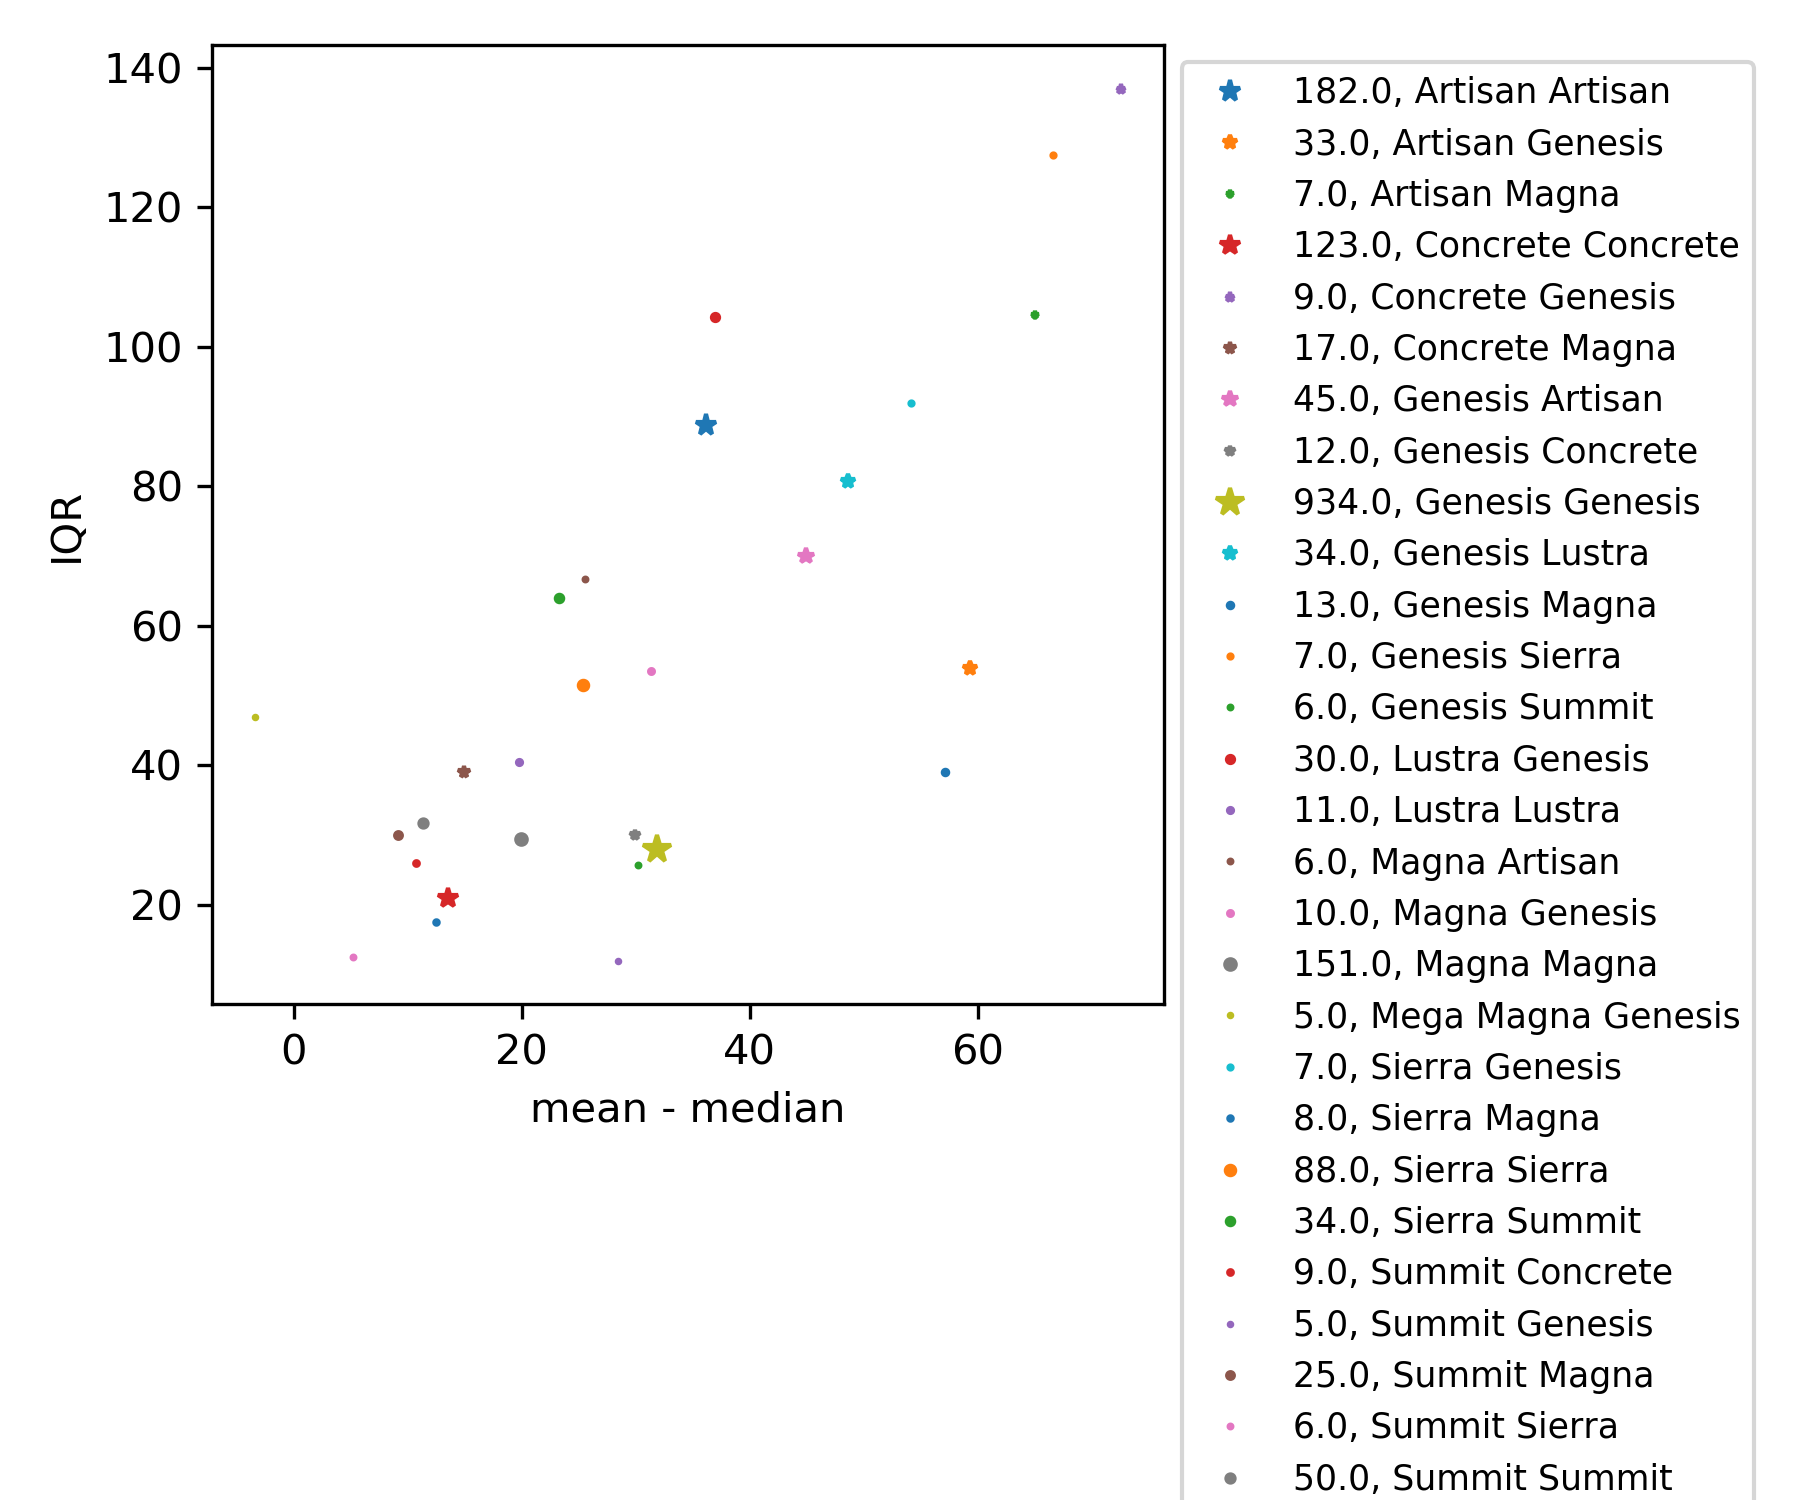 140
120
100
80
60
40
20
IQR
0 20 40 60
mean - median
182.0, Artisan Artisan
33.0, Artisan Genesis
7.0, Artisan Magna
123.0, Concrete Concrete
9.0, Concrete Genesis
17.0, Concrete Magna
45.0, Genesis Artisan
12.0, Genesis Concrete
934.0, Genesis Genesis
34.0, Genesis Lustra
13.0, Genesis Magna
7.0, Genesis Sierra
6.0, Genesis Summit
30.0, Lustra Genesis
11.0, Lustra Lustra
6.0, Magna Artisan
10.0, Magna Genesis
151.0, Magna Magna
5.0, Mega Magna Genesis
7.0, Sierra Genesis
8.0, Sierra Magna
88.0, Sierra Sierra
34.0, Sierra Summit
9.0, Summit Concrete
5.0, Summit Genesis
25.0, Summit Magna
6.0, Summit Sierra
50.0, Summit Summit